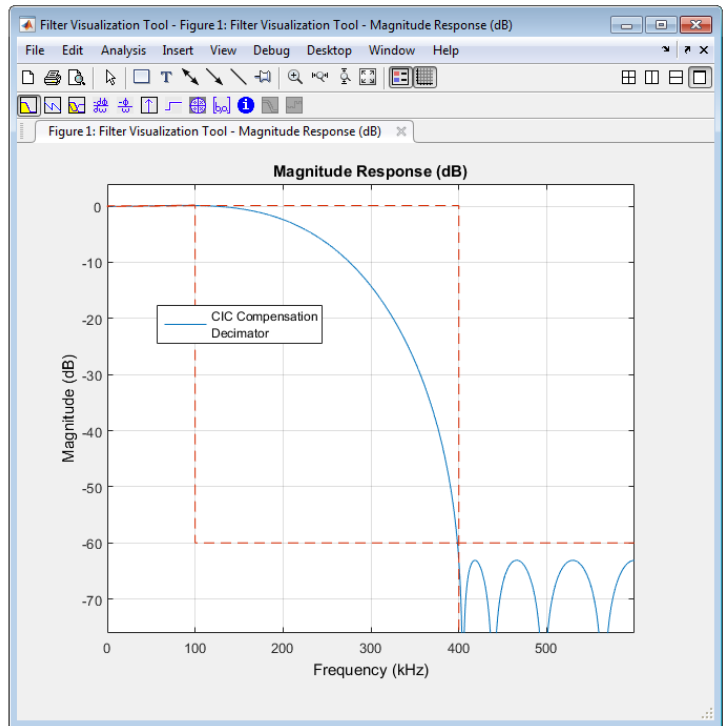 Filter Visualization Tool - Figure 1: Filter Visualization Tool - Magnitude Response (dB)
File Edit Analysis Insert View Debug Desktop Window Help
Figure 1: Filter Visualization Tool - Magnitude Response (dB)
Magnitude Response (dB)
0
-10
-20
-30
-40
-50
-60
-70
Magnitude (dB)
CIC Compensation
Decimator
0 100 200 300 400 500
Frequency (kHz)